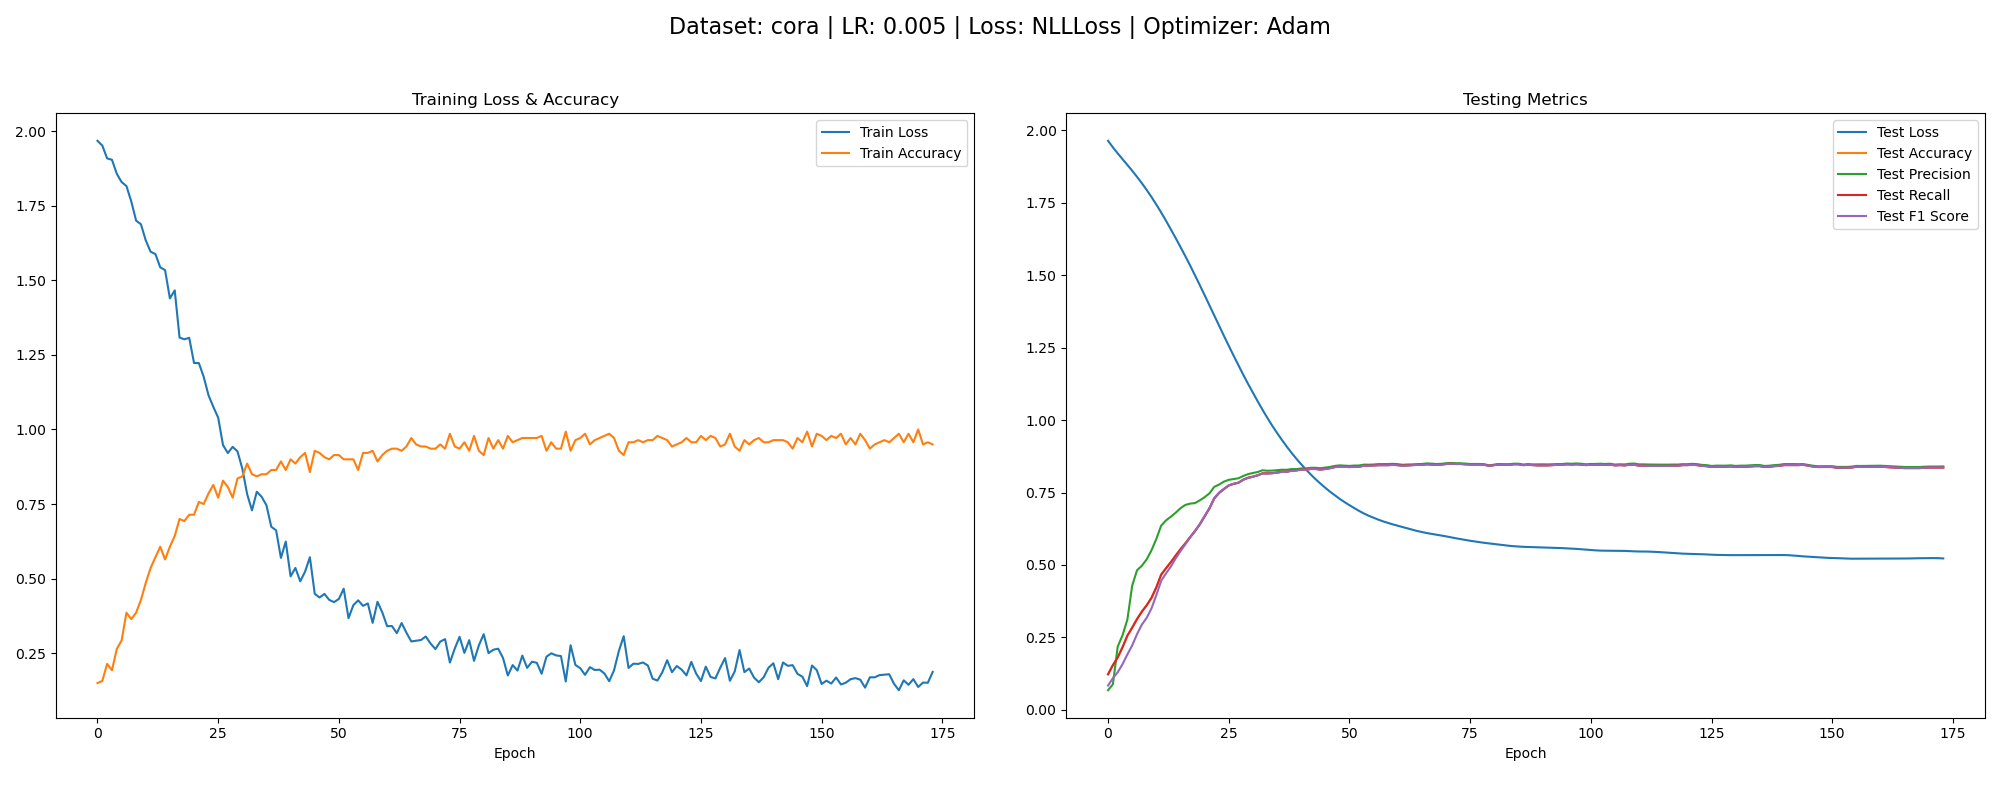 Dataset: cora | LR: 0.005 | Loss: NLLLoss | Optimizer: Adam
Training Loss & Accuracy
2.00
1.75
1.50
1.25
1.00
0.75
0.50
0.25
Train Loss
Train Accuracy
0 25 50 75 100 125 150 175
Epoch
Testing Metrics
2.00
1.75
1.50
1.25
1.00
0.75
0.50
0.25
0.00
Test Loss
Test Accuracy
Test Precision
Test Recall
Test F1 Score
0 25 50 75 100 125 150 175
Epoch